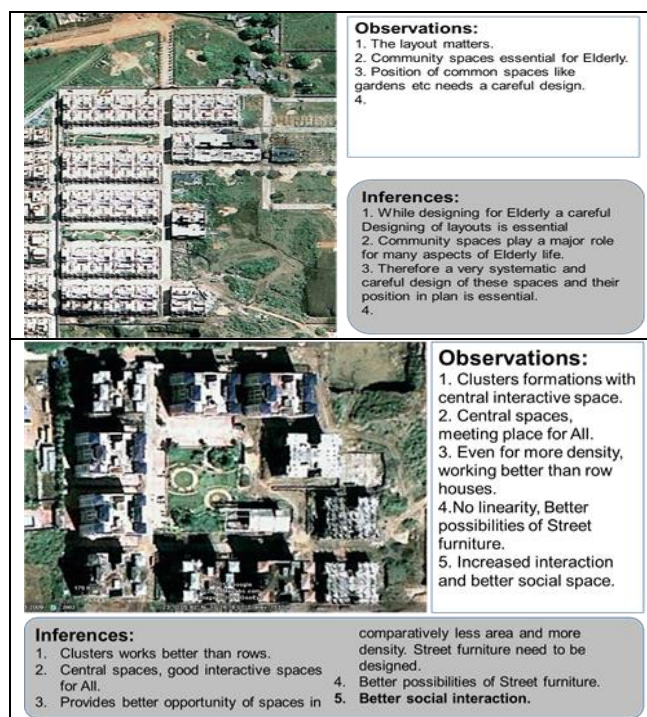 Observations:
1. The layout matters.
2. Community spaces essential for Elderly.
3. Position of common spaces like
gardens etc needs a careful design.
4.
Inferences:
1. While designing for Elderly a careful
Designing of layouts is essential
2. Community spaces play a major role
for many aspects of Elderly life.
3. Therefore a very systematic and
careful design of these spaces and their
position in plan is essential.
4.
Observations:
1. Clusters formations with
central interactive space.
2. Central spaces,
meeting place for All.
3. Even for more density,
working better than row
houses.
4.No linearity, Better
possibilities of Street
furniture.
5. Increased interaction
and better social space.
Inferences:
1. Clusters works better than rows.
2. Central spaces, good interactive spaces
for All.
3. Provides better opportunity of spaces in
comparatively less area and more
density. Street furniture need to be
designed.
4. Better possibilities of Street furniture.
5. Better social interaction.